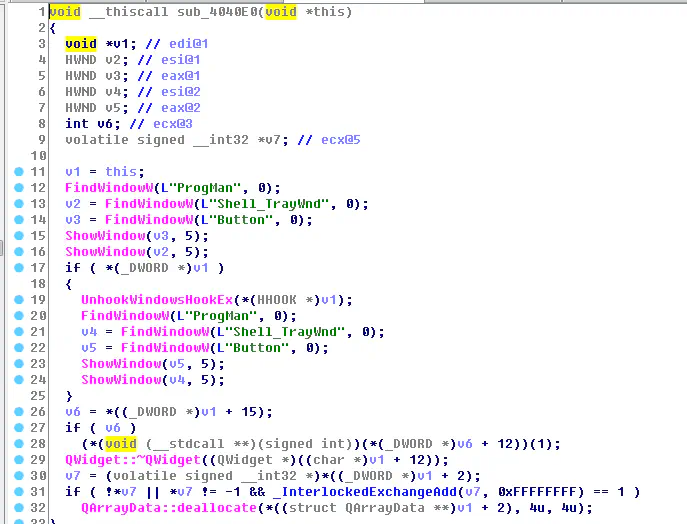 1 void __thiscall sub_4040E0(void *this)
2 {
3 void *v1; // edi@1
4 HWND v2; // esi@1
5 HWND v3; // eax@1
6 HWND v4; // esi@2
7 HWND v5; // eax@2
8 int v6; // ecx@3
9 volatile signed __int32 *v7; // ecx@5
10
11 v1 = this;
12 FindWindowW(L"ProgMan", 0);
13 v2 = FindWindowW(L"Shell_TrayWnd", 0);
14 v3 = FindWindowW(L"Button", 0);
15 ShowWindow(v3, 5);
16 ShowWindow(v2, 5);
17 if ( *(_DWORD *)v1 )
18 {
19 UnhookWindowsHookEx(*(HHOOK *)v1);
20 FindWindowW(L"ProgMan", 0);
21 v4 = FindWindowW(L"Shell_TrayWnd", 0);
22 v5 = FindWindowW(L"Button", 0);
23 ShowWindow(v5, 5);
24 ShowWindow(v4, 5);
25 }
26 v6 = *((_DWORD *)v1 + 15);
27 if ( v6 )
28 (*(void (__stdcall **)(signed int))(*(_DWORD *)v6 + 12))(1);
29 QWidget::~QWidget((QWidget *)((char *)v1 + 12));
30 v7 = (volatile signed __int32 *)*((_DWORD *)v1 + 2);
31 if ( !*v7 || *v7 != -1 && _InterlockedExchangeAdd(v7, 0xFFFFFFFF) == 1 )
32 QArrayData::deallocate(*((struct QArrayData **)v1 + 2), 4u, 4u);